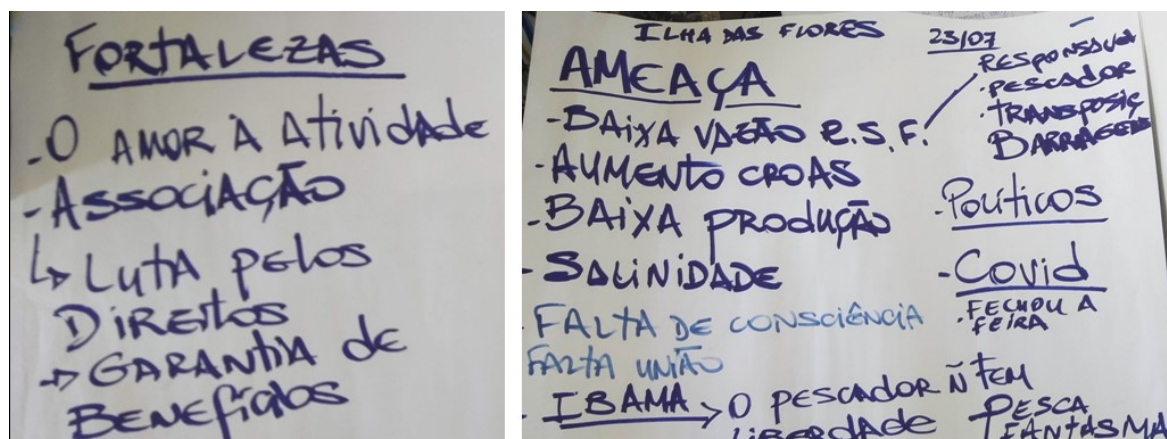 FORTALEZAS
- O AMOR À Atividade
- ASSOCIAÇÃO
↳ LUTA PELOS
DIREITOS
→ GARANTIA de
BENEFÍCIOS
ILHA DAS FLORES
23/07
AMEAÇA
- BAIXA VAZÃO R.S.F.
RESPONSÁVEL
· PESCADOR
· TRANSPOSIÇ
BARRAGENS
- AUMENTO CROAS
- BAIXA PRODUÇÃO
- SALINIDADE
· FALTA DE CONSCIÊNCIA
FALTA UNIÃO
- IBAMA → O PESCADOR Ñ TEM
LIBERDADE
- Políticos
- Covid
· FECHOU A
FEIRA
PESCA
FANTASMA